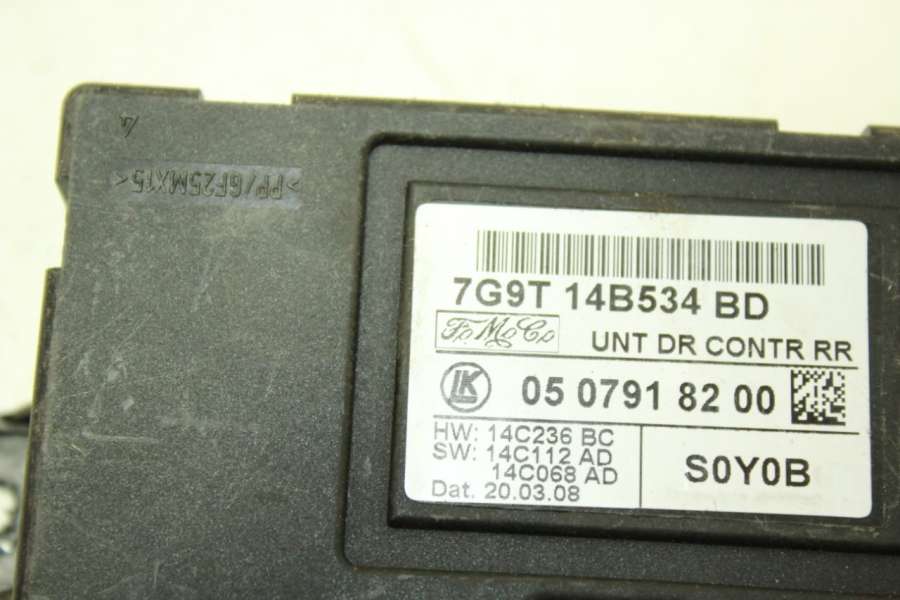 >PP/GF25MX15<
7G9T 14B534 BD
FoMoCo
UNT DR CONTR RR
LK
05 0791 82 00
HW: 14C236 BC
SW: 14C112 AD
14C068 AD
Dat. 20.03.08
S0Y0B